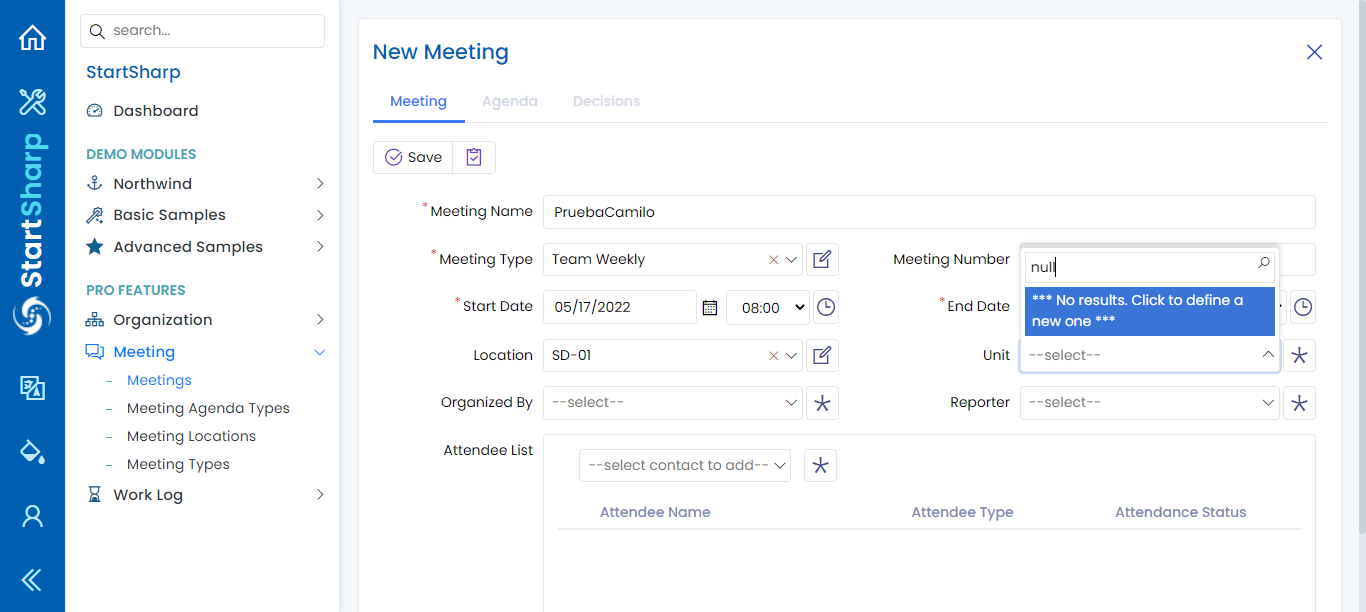 search...
StartSharp
Dashboard
DEMO MODULES
Northwind
Basic Samples
Advanced Samples
PRO FEATURES
Organization
Meeting
Meetings
Meeting Agenda Types
Meeting Locations
Meeting Types
Work Log
StartSharp
New Meeting
Meeting Agenda Decisions
Save
*Meeting Name PruebaCamilo
*Meeting Type Team Weekly Meeting Number
null
*Start Date 05/17/2022 08:00 *End Date
*** No results. Click to define a
new one ***
Location SD-01 Unit --select--
Organized By --select-- Reporter --select--
Attendee List
--select contact to add--
Attendee Name Attendee Type Attendance Status